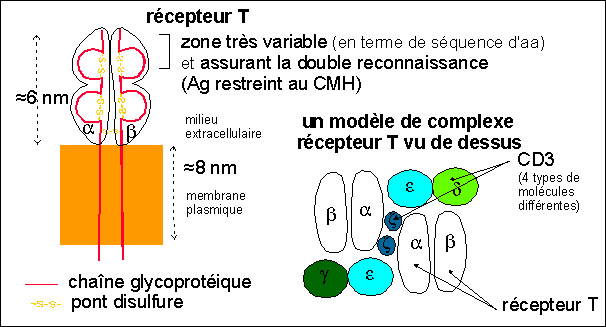 récepteur T
zone très variable (en terme de séquence d'aa)
et assurant la double reconnaissance
(Ag restreint au CMH)
≈6 nm
-s-s-
-s-s-
-s-s-
-s-s-
α
β
milieu
extracellulaire
≈8 nm
membrane
plasmique
chaîne glycoprotéique
-s-s-
pont disulfure
un modèle de complexe
récepteur T vu de dessus
CD3
(4 types de
molécules
différentes)
ε
δ
β
α
ζ
ζ
α
β
γ
ε
récepteur T